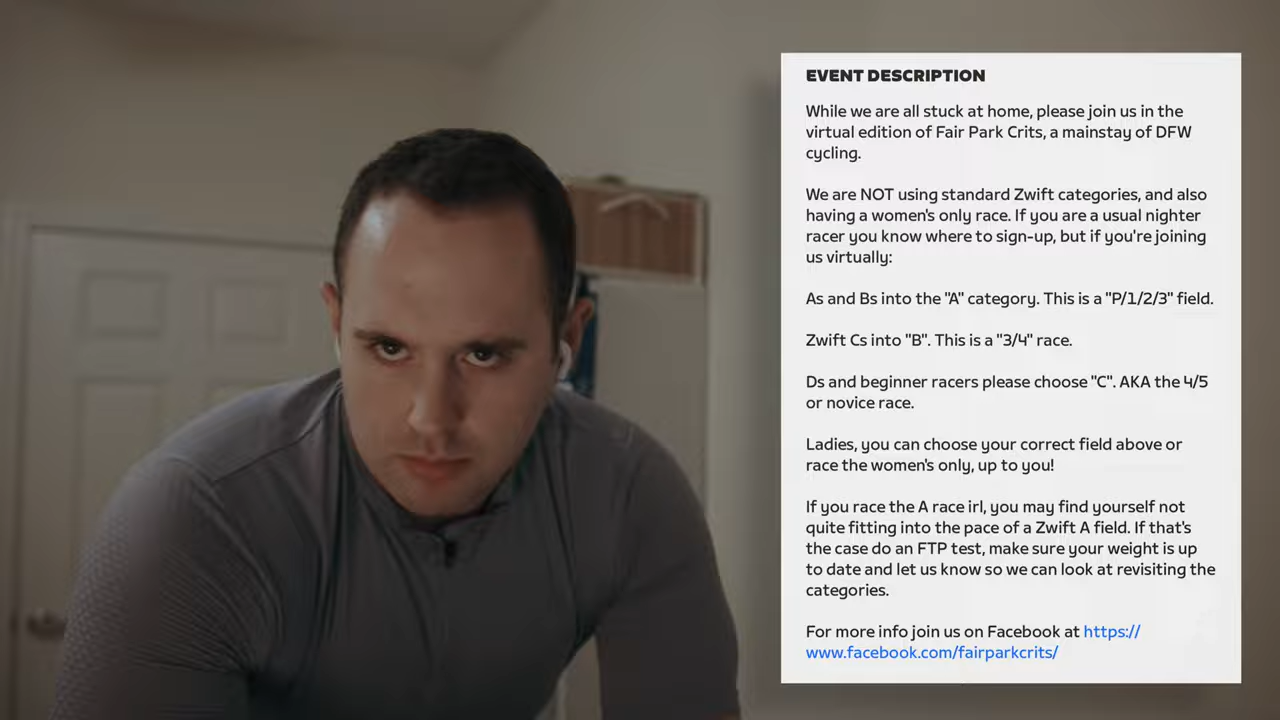 EVENT DESCRIPTION
While we are all stuck at home, please join us in the
virtual edition of Fair Park Crits, a mainstay of DFW
cycling.
We are NOT using standard Zwift categories, and also
having a women's only race. If you are a usual nighter
racer you know where to sign-up, but if you're joining
us virtually:
As and Bs into the "A" category. This is a "P/1/2/3" field.
Zwift Cs into "B". This is a "3/4" race.
Ds and beginner racers please choose "C". AKA the 4/5
or novice race.
Ladies, you can choose your correct field above or
race the women's only, up to you!
If you race the A race irl, you may find yourself not
quite fitting into the pace of a Zwift A field. If that's
the case do an FTP test, make sure your weight is up
to date and let us know so we can look at revisiting the
categories.
For more info join us on Facebook at https://
www.facebook.com/fairparkcrits/